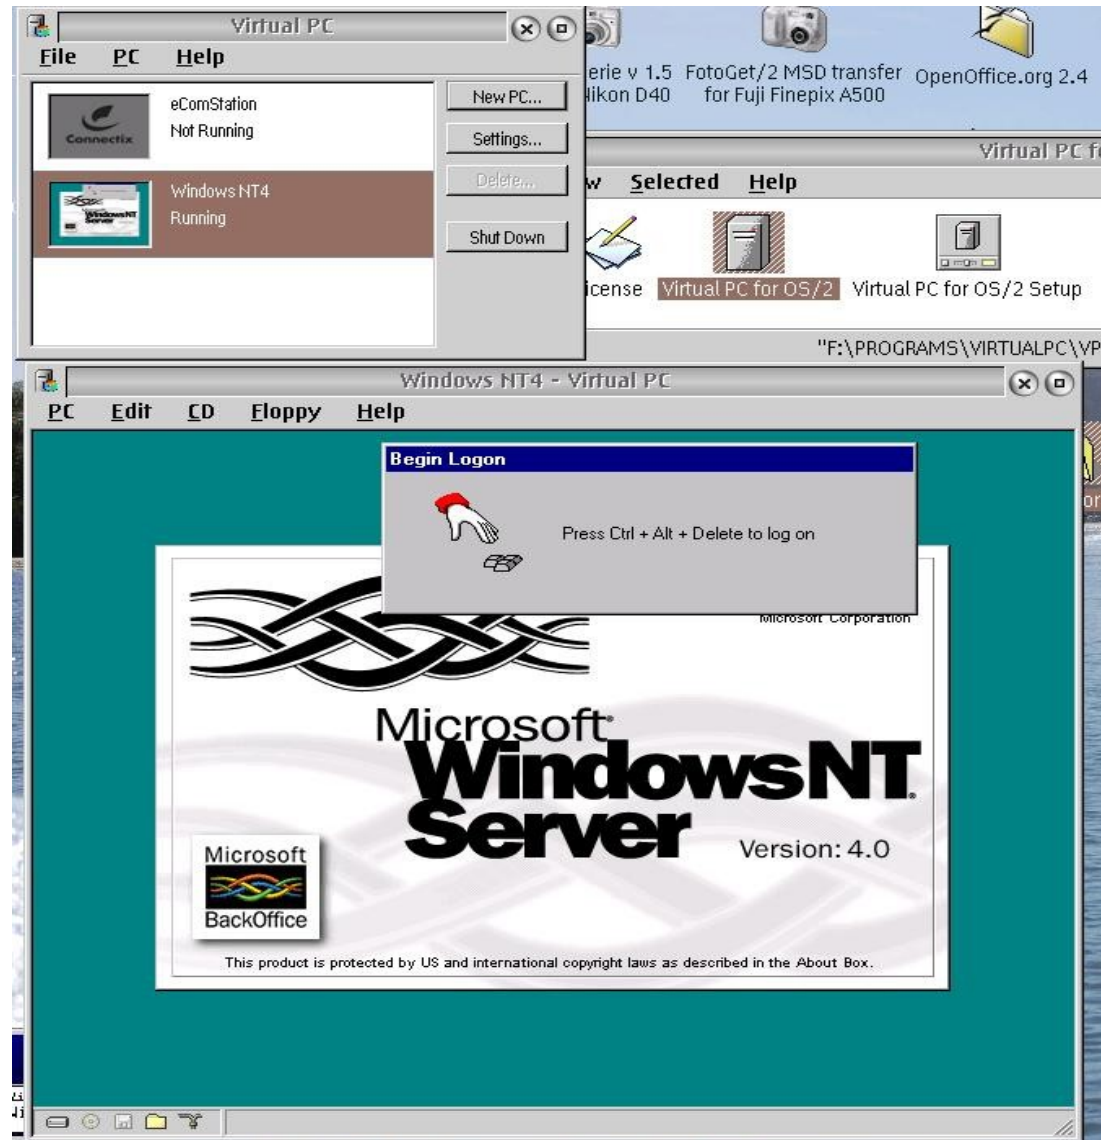 Virtual PC
File PC Help
eComStation
Not Running
Connectix
New PC...
Settings...
Windows NT4
Running
Delete...
Shut Down
erie v 1.5
likon D40
FotoGet/2 MSD transfer
for Fuji Finepix A500
OpenOffice.org 2.4
Virtual PC fo
w Selected Help
icense
Virtual PC for OS/2
Virtual PC for OS/2 Setup
"F:\PROGRAMS\VIRTUALPC\VP
Windows NT4 - Virtual PC
PC Edit CD Floppy Help
Begin Logon
Press Ctrl + Alt + Delete to log on
Microsoft Corporation
Microsoft®
Windows NT®
Server
Version: 4.0
Microsoft
BackOffice
This product is protected by US and international copyright laws as described in the About Box.